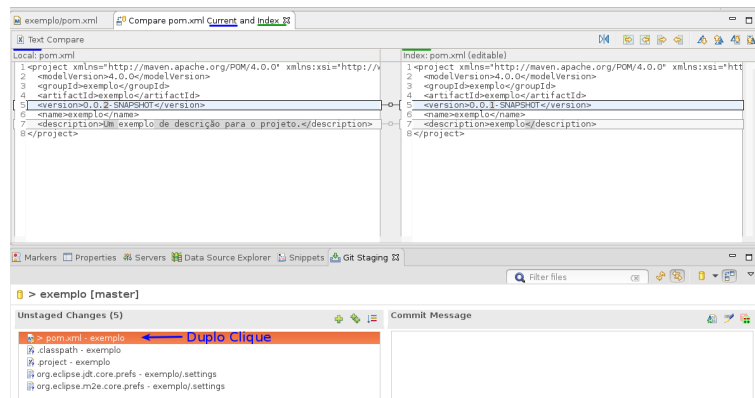 exemplo/pom.xml    Compare pom.xml Current and Index
Text Compare
Local: pom.xml
1 <project xmlns="http://maven.apache.org/POM/4.0.0" xmlns:xsi="http://
2 <modelVersion>4.0.0</modelVersion>
3 <groupId>exemplo</groupId>
4 <artifactId>exemplo</artifactId>
5 <version>0.0.2-SNAPSHOT</version>
6 <name>exemplo</name>
7 <description>Um exemplo de descrição para o projeto.</description>
8 </project>
Index: pom.xml (editable)
1 <project xmlns="http://maven.apache.org/POM/4.0.0" xmlns:xsi="htt
2 <modelVersion>4.0.0</modelVersion>
3 <groupId>exemplo</groupId>
4 <artifactId>exemplo</artifactId>
5 <version>0.0.1-SNAPSHOT</version>
6 <name>exemplo</name>
7 <description>exemplo</description>
8 </project>
Markers Properties Servers Data Source Explorer Snippets Git Staging
Filter files
> exemplo [master]
Unstaged Changes (5)
> pom.xml - exemplo
Duplo Clique
.classpath - exemplo
.project - exemplo
org.eclipse.jdt.core.prefs - exemplo/.settings
org.eclipse.m2e.core.prefs - exemplo/.settings
Commit Message